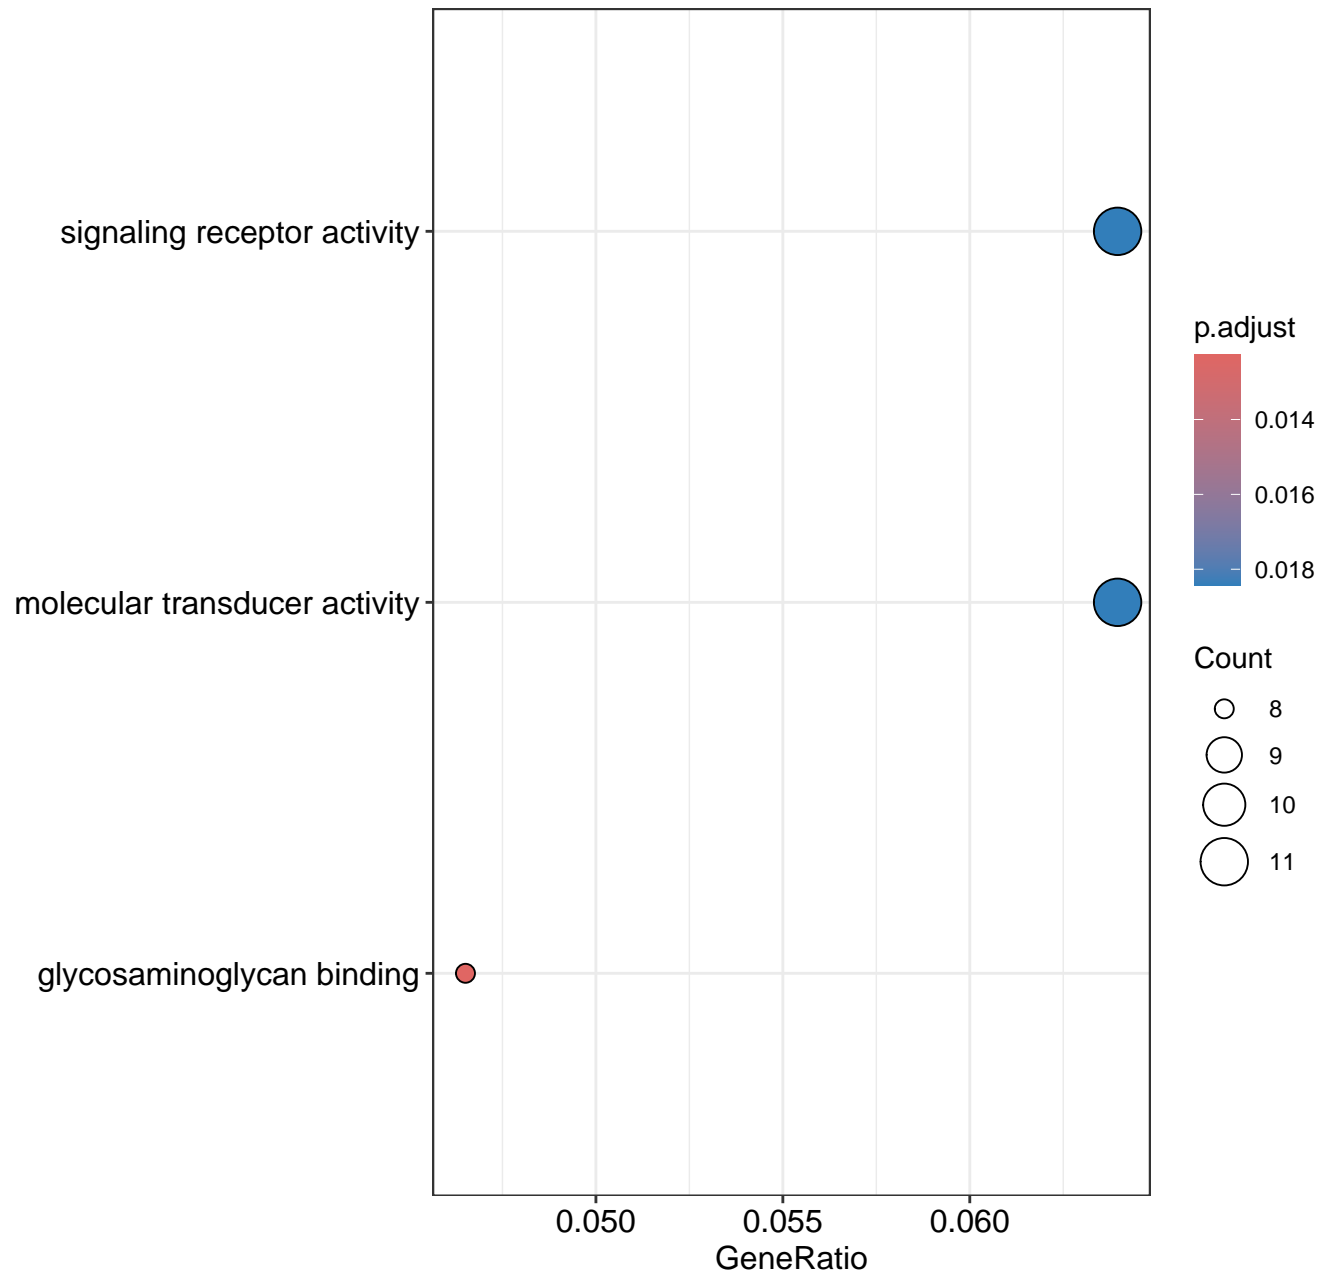 signaling receptor activity
molecular transducer activity
glycosaminoglycan binding
0.050 0.055 0.060
GeneRatio
p.adjust
0.014
0.016
0.018
Count
8
9
10
11